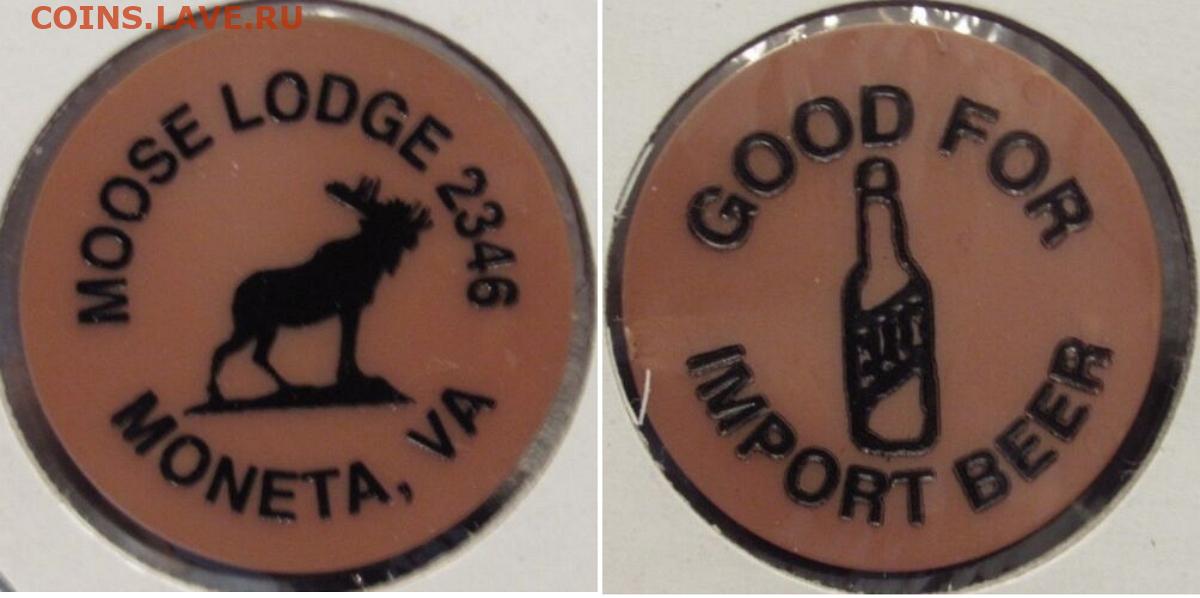 COINS.LAVE.RU
MOOSE LODGE 2346
MONETA, VA
GOOD FOR
IMPORT BEER